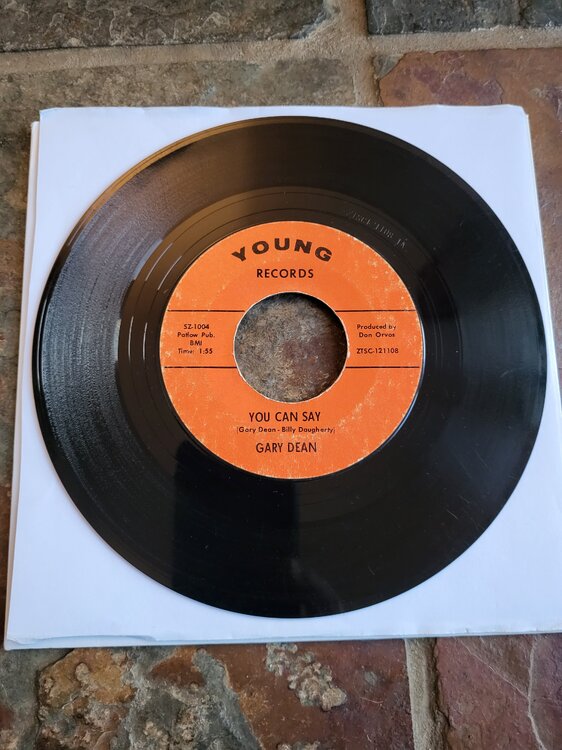 YOUNG
RECORDS
SZ-1004
Patlow Pub.
BMI
Time: 1:55
Produced by
Don Orvos
ZTSC-121108
YOU CAN SAY
(Gary Dean - Billy Daugherty)
GARY DEAN